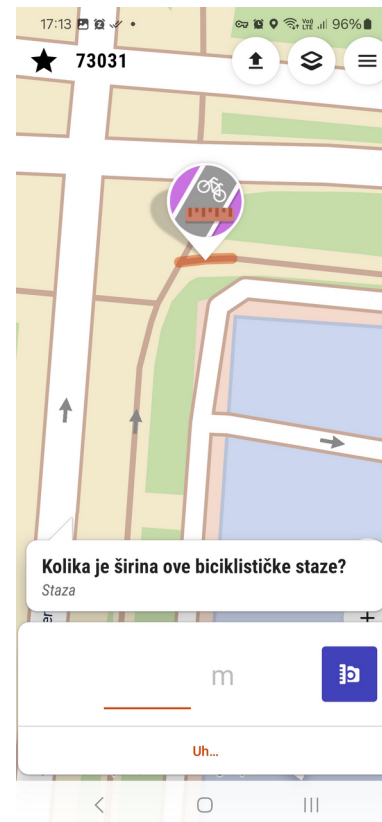 17:13 96%
73031
Kolika je širina ove biciklističke staze?
Staza
m
Uh…